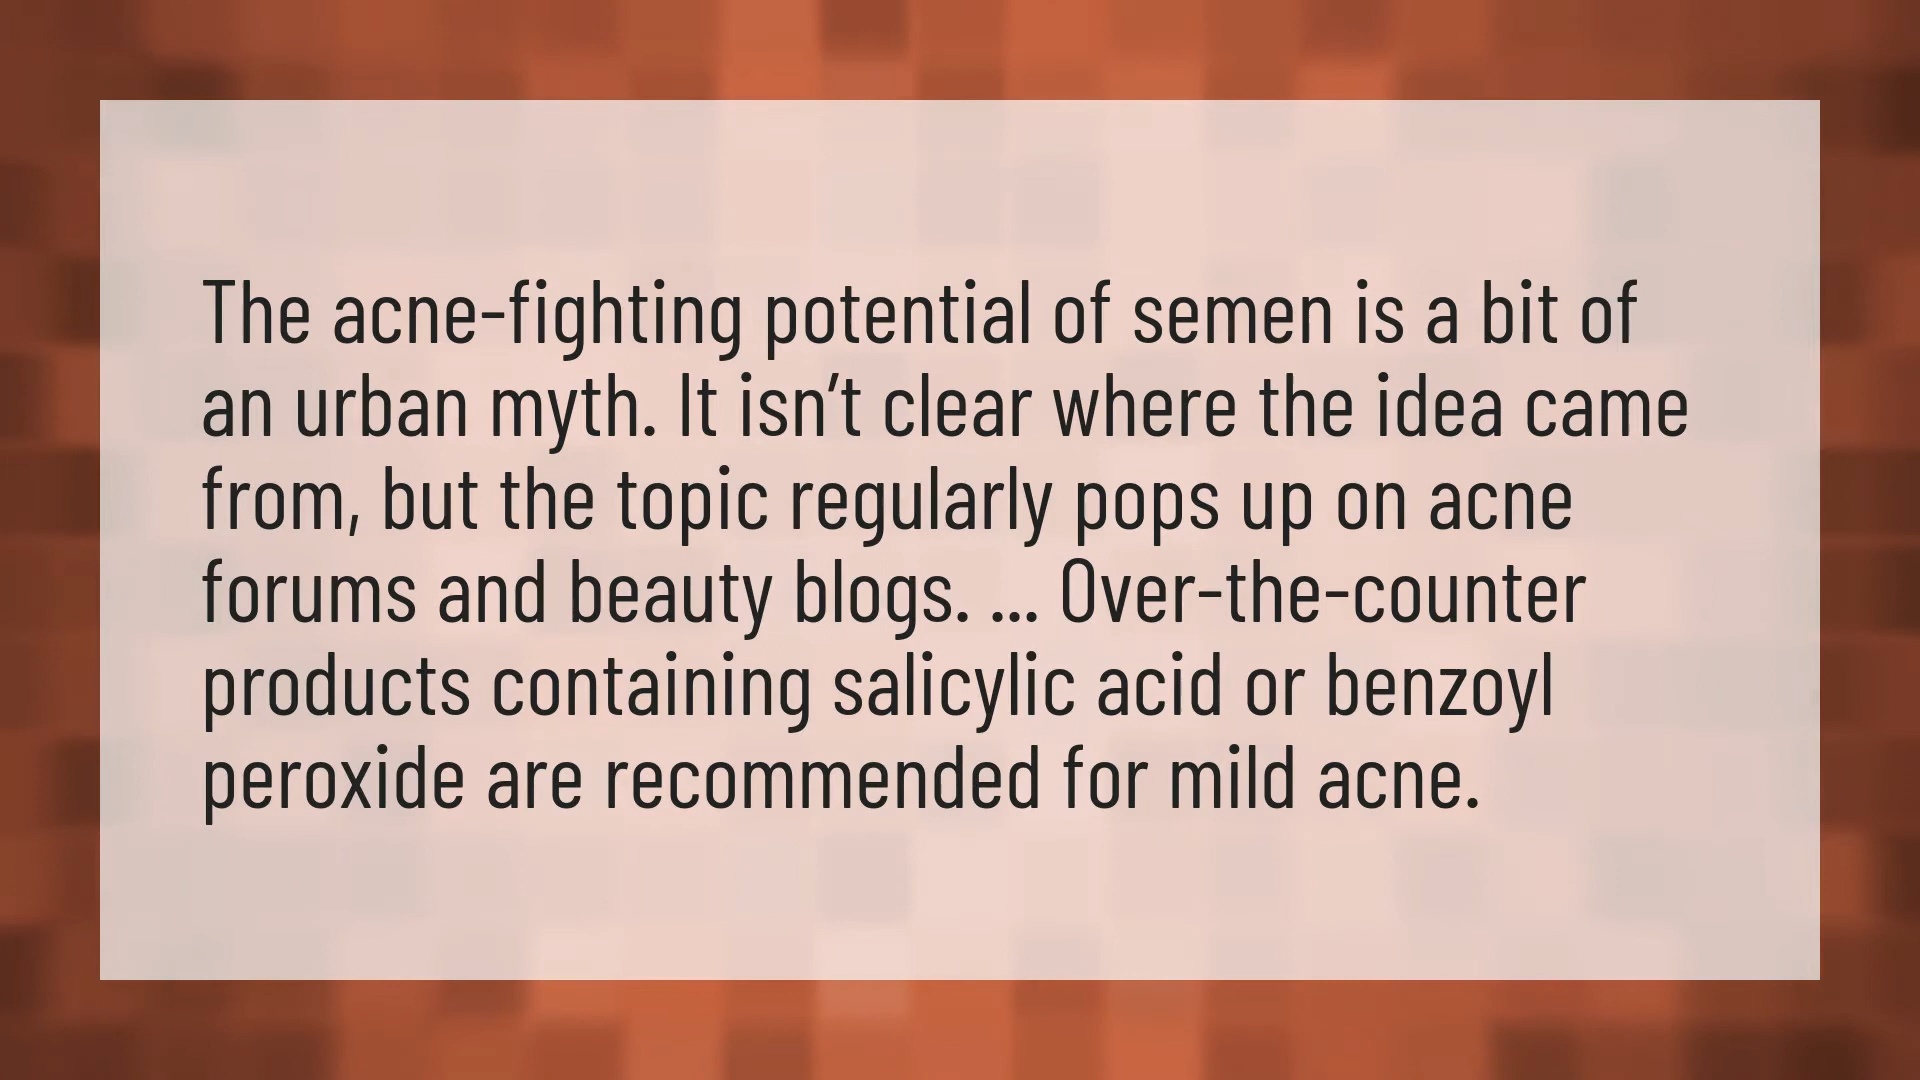 The acne-fighting potential of semen is a bit of
an urban myth. It isn’t clear where the idea came
from, but the topic regularly pops up on acne
forums and beauty blogs. ... Over-the-counter
products containing salicylic acid or benzoyl
peroxide are recommended for mild acne.